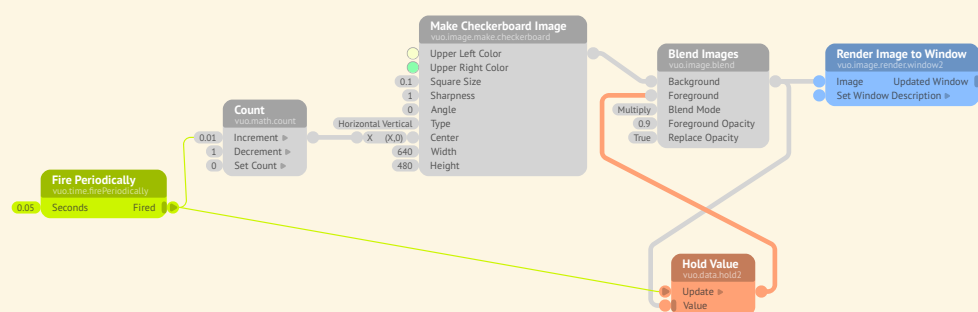 Make Checkerboard Image
vuo.image.make.checkerboard
Upper Left Color
Upper Right Color
0.1 Square Size
1 Sharpness
0 Angle
Horizontal Vertical Type
X (X,0) Center
640 Width
480 Height
Blend Images
vuo.image.blend
Background
Foreground
Multiply Blend Mode
0.9 Foreground Opacity
True Replace Opacity
Render Image to Window
vuo.image.render.window2
Image Updated Window
Set Window Description
Count
vuo.math.count
0.01 Increment
1 Decrement
0 Set Count
Fire Periodically
vuo.time.firePeriodically
0.05 Seconds Fired
Hold Value
vuo.data.hold2
Update
Value